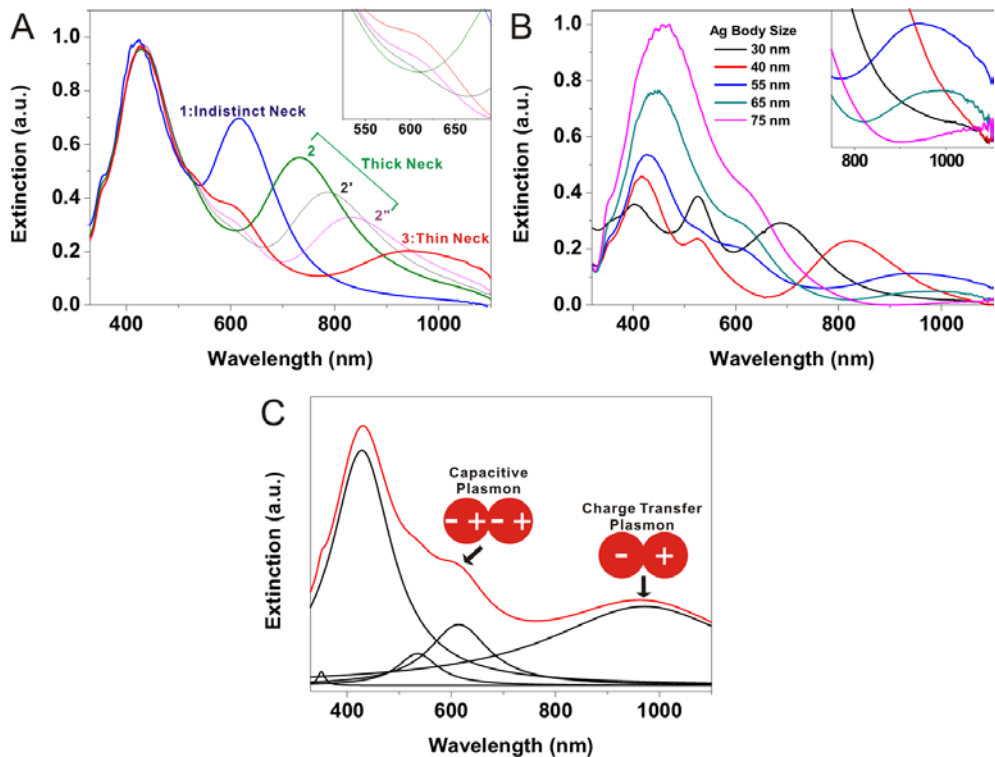 A
Extinction (a.u.)
1.0
0.8
0.6
0.4
0.2
0.0
400
600
800
1000
Wavelength (nm)
1:Indistinct Neck
2
Thick Neck
2'
2"
3:Thin Neck
550
600
650
B
Extinction (a.u.)
1.0
0.8
0.6
0.4
0.2
0.0
400
600
800
1000
Wavelength (nm)
Ag Body Size
30 nm
40 nm
55 nm
65 nm
75 nm
800
1000
C
Extinction (a.u.)
Capacitive
Plasmon
- + - +
Charge Transfer
Plasmon
- +
400
600
800
1000
Wavelength (nm)